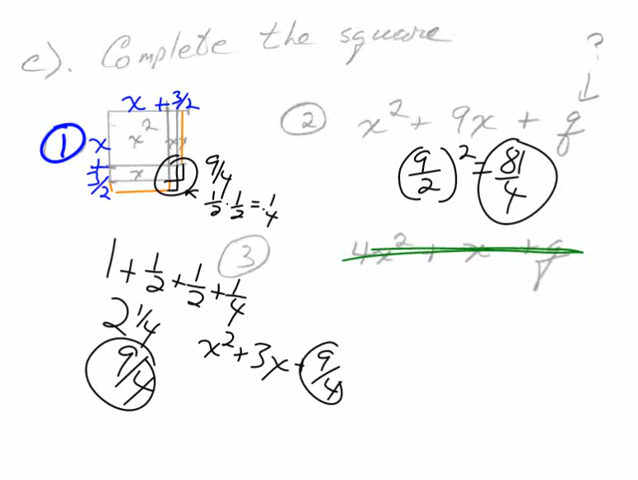 c). Complete the square
?
① x + 3/2
x + 3/2
x²
x x
x
9/4
1/2 · 1/2 = 1/4
② x² + 9x + q
(9/2)² = 81/4
③ 4x² + x + q
1 + 1/2 + 1/2 + 1/4
2 1/4
9/4
x² + 3x + 9/4